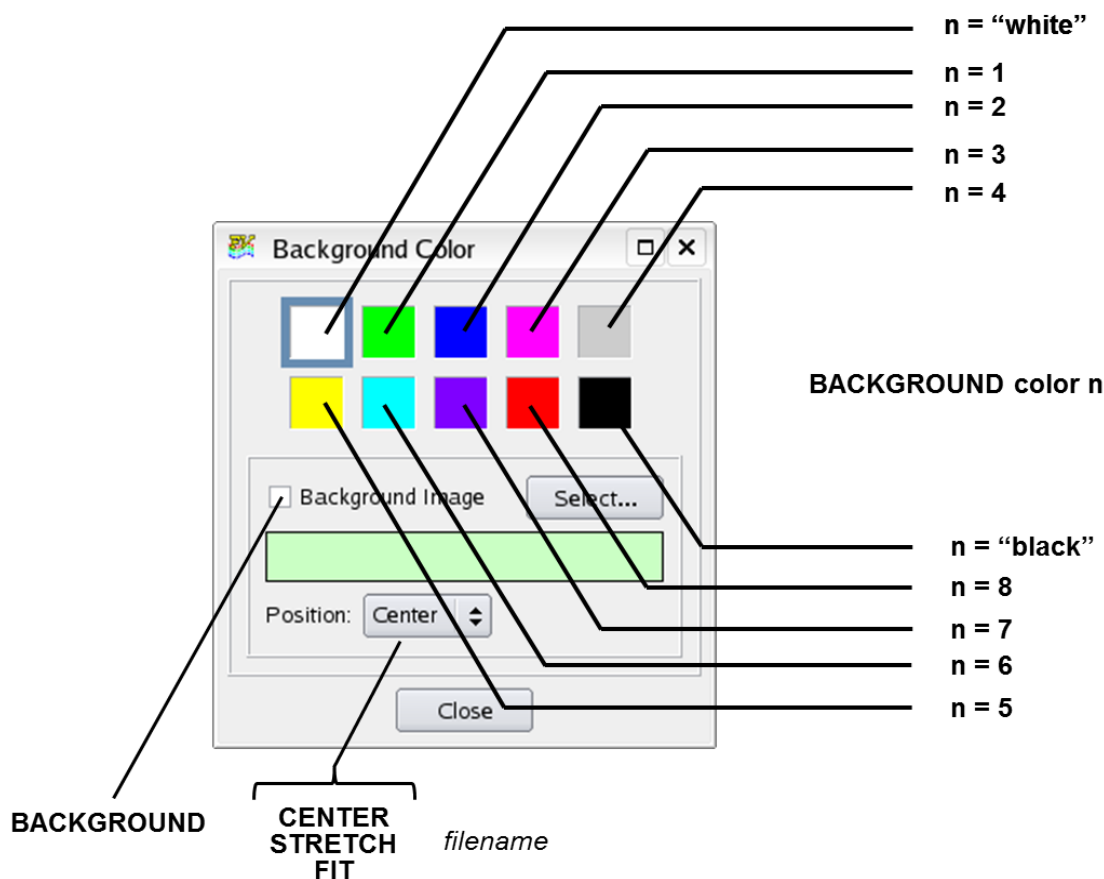 n = “white”
n = 1
n = 2
n = 3
n = 4
Background Color
BACKGROUND color n
Background Image
Select...
n = “black”
n = 8
Position:
Center
n = 7
n = 6
Close
n = 5
BACKGROUND
CENTER
STRETCH
FIT
filename